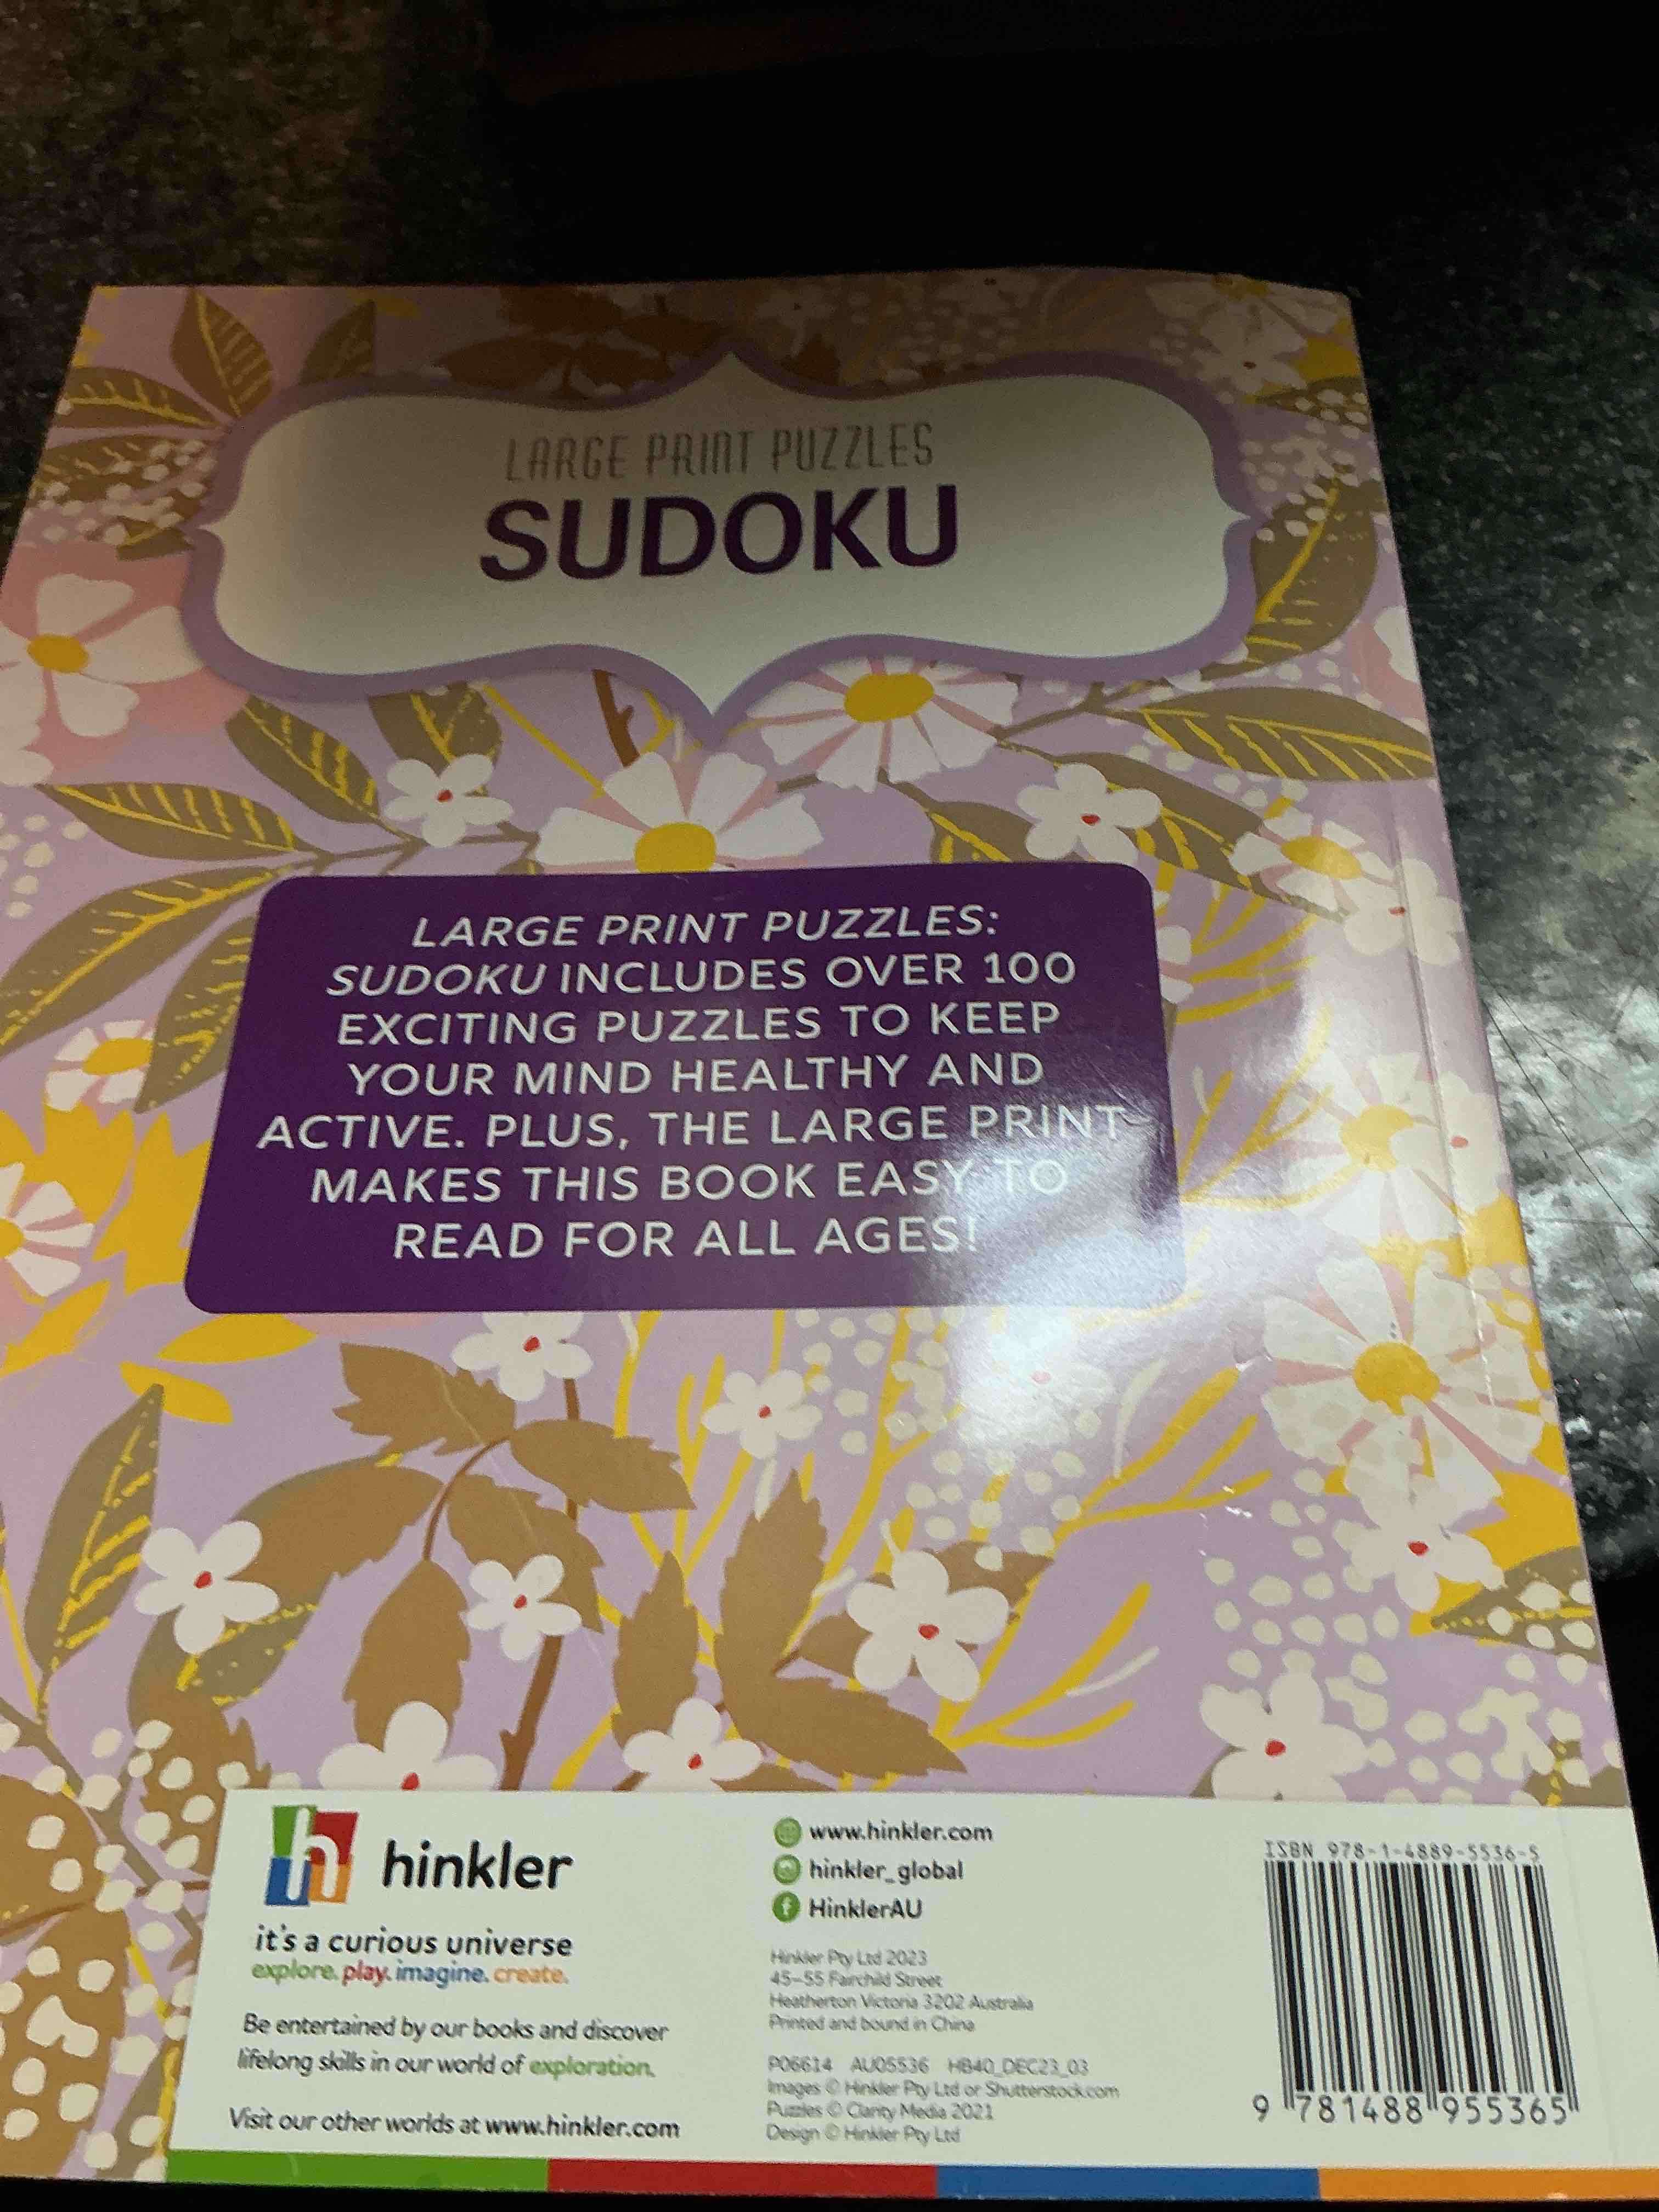 LARGE PRINT PUZZLES
SUDOKU
LARGE PRINT PUZZLES:
SUDOKU INCLUDES OVER 100
EXCITING PUZZLES TO KEEP
YOUR MIND HEALTHY AND
ACTIVE. PLUS, THE LARGE PRINT
MAKES THIS BOOK EASY TO
READ FOR ALL AGES!
h hinkler
it's a curious universe
explore. play. imagine. create.
Be entertained by our books and discover
lifelong skills in our world of exploration.
Visit our other worlds at www.hinkler.com
www.hinkler.com
hinkler_global
f HinklerAU
Hinkler Pty Ltd 2023
45–55 Fairchild Street
Heatherton Victoria 3202 Australia
Printed and bound in China
P06614 AU05536 HB40_DEC23_03
Images © Hinkler Pty Ltd or Shutterstock.com
Puzzles © Clarity Media 2021
Design © Hinkler Pty Ltd
ISBN 978-1-4889-5536-5
9 781488 955365